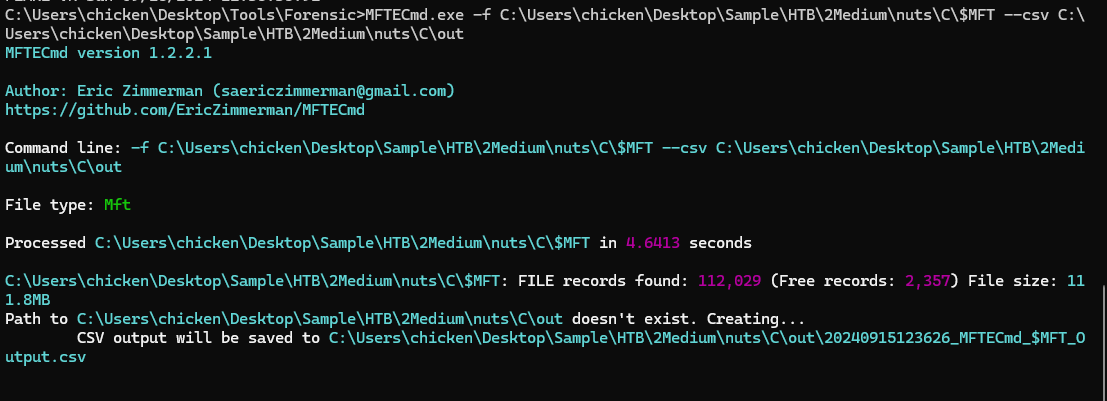 C:\Users\chicken\Desktop\Tools\Forensic>MFTECmd.exe -f C:\Users\chicken\Desktop\Sample\HTB\2Medium\nuts\C\$MFT --csv C:\
Users\chicken\Desktop\Sample\HTB\2Medium\nuts\C\out
MFTECmd version 1.2.2.1
Author: Eric Zimmerman (saericzimmerman@gmail.com)
https://github.com/EricZimmerman/MFTECmd
Command line: -f C:\Users\chicken\Desktop\Sample\HTB\2Medium\nuts\C\$MFT --csv C:\Users\chicken\Desktop\Sample\HTB\2Medi
um\nuts\C\out
File type: Mft
Processed C:\Users\chicken\Desktop\Sample\HTB\2Medium\nuts\C\$MFT in 4.6413 seconds
C:\Users\chicken\Desktop\Sample\HTB\2Medium\nuts\C\$MFT: FILE records found: 112,029 (Free records: 2,357) File size: 11
1.8MB
Path to C:\Users\chicken\Desktop\Sample\HTB\2Medium\nuts\C\out doesn't exist. Creating...
CSV output will be saved to C:\Users\chicken\Desktop\Sample\HTB\2Medium\nuts\C\out\20240915123626_MFTECmd_$MFT_O
utput.csv